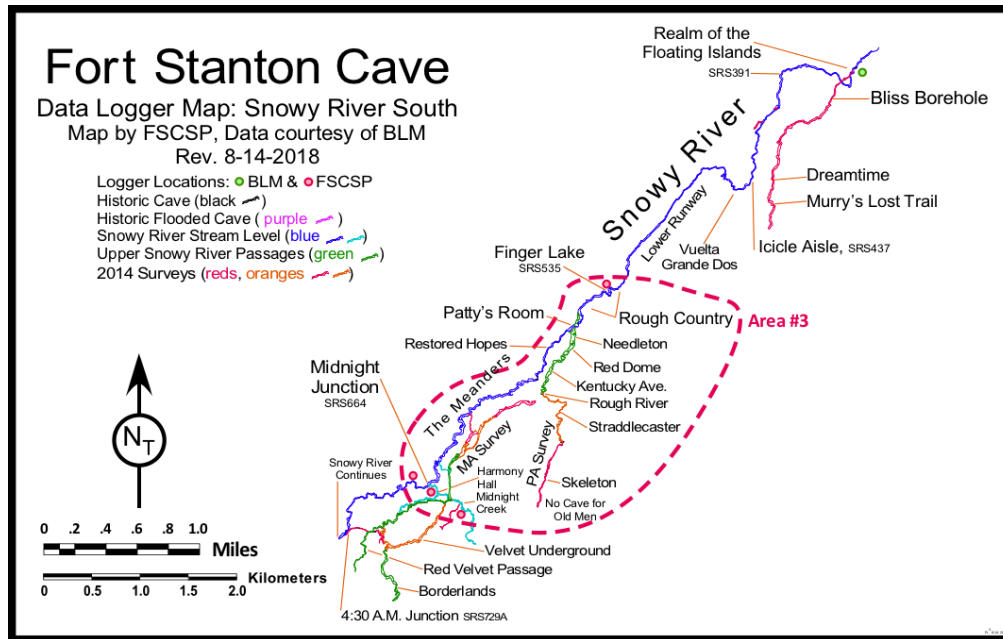 Fort Stanton Cave
Data Logger Map: Snowy River South
Map by FSCSP, Data courtesy of BLM
Rev. 8-14-2018
Logger Locations: BLM & FSCSP
Historic Cave (black )
Historic Flooded Cave ( purple )
Snowy River Stream Level (blue )
Upper Snowy River Passages (green )
2014 Surveys (reds, oranges )
Realm of the
Floating Islands
SRS391
Bliss Borehole
Snowy River
Dreamtime
Murry's Lost Trail
Lower Runway
Vuelta
Grande Dos
Icicle Aisle, SRS437
Finger Lake
SRS535
Patty's Room
Rough Country
Area #3
Restored Hopes
Needleton
Red Dome
Midnight
Junction
SRS664
The Meanders
Kentucky Ave.
Rough River
Straddlecaster
MA Survey
PA Survey
Snowy River
Continues
Harmony
Hall
Midnight
Creek
Skeleton
No Cave for
Old Men
Velvet Underground
Red Velvet Passage
Borderlands
4:30 A.M. Junction SRS729A
NT
0 .2 .4 .6 .8 1.0
Miles
Kilometers
0 0.5 1.0 1.5 2.0